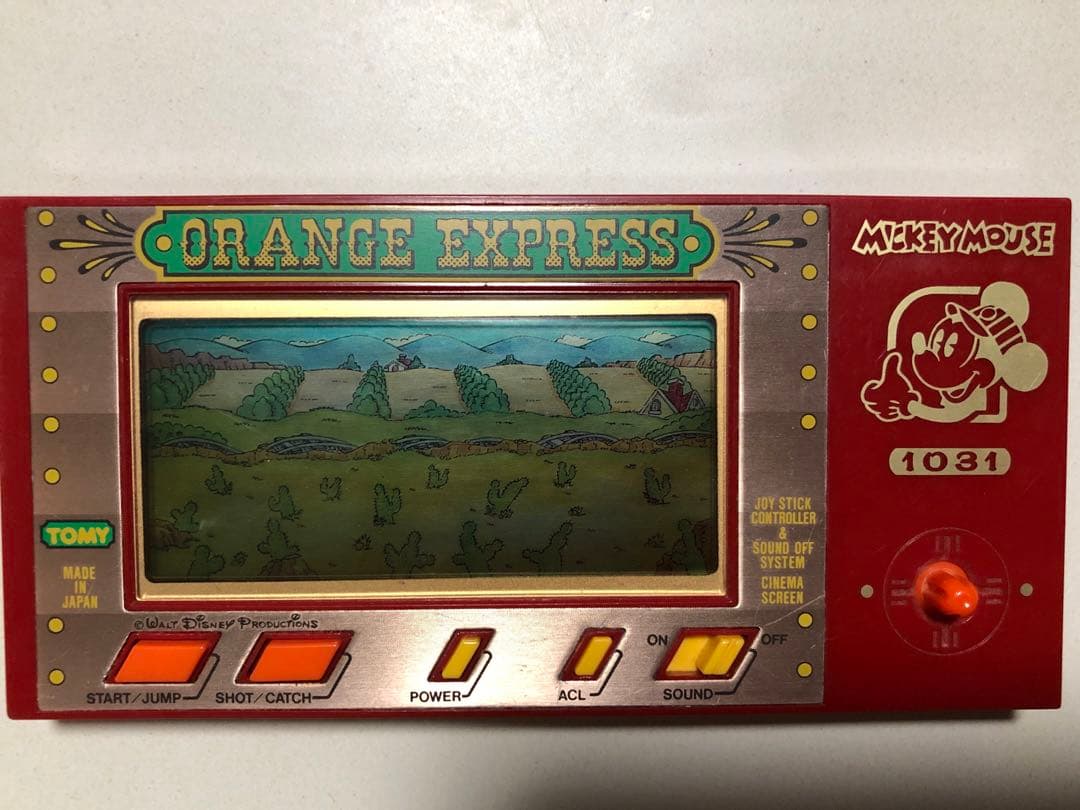 ORANGE EXPRESS
MICKEY MOUSE
1031
TOMY
MADE
IN
JAPAN
JOY STICK
CONTROLLER
&
SOUND OFF
SYSTEM
CINEMA
SCREEN
© WALT DISNEY PRODUCTIONS
START/JUMP
SHOT/CATCH
POWER
ACL
ON
OFF
SOUND